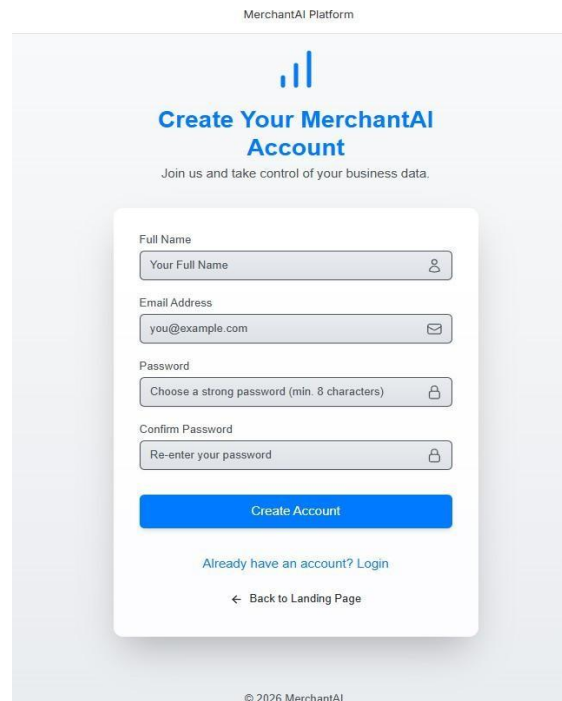 MerchantAI Platform
Create Your MerchantAI
Account
Join us and take control of your business data.
Full Name
Your Full Name
Email Address
you@example.com
Password
Choose a strong password (min. 8 characters)
Confirm Password
Re-enter your password
Create Account
Already have an account? Login
← Back to Landing Page
© 2026 MerchantAI